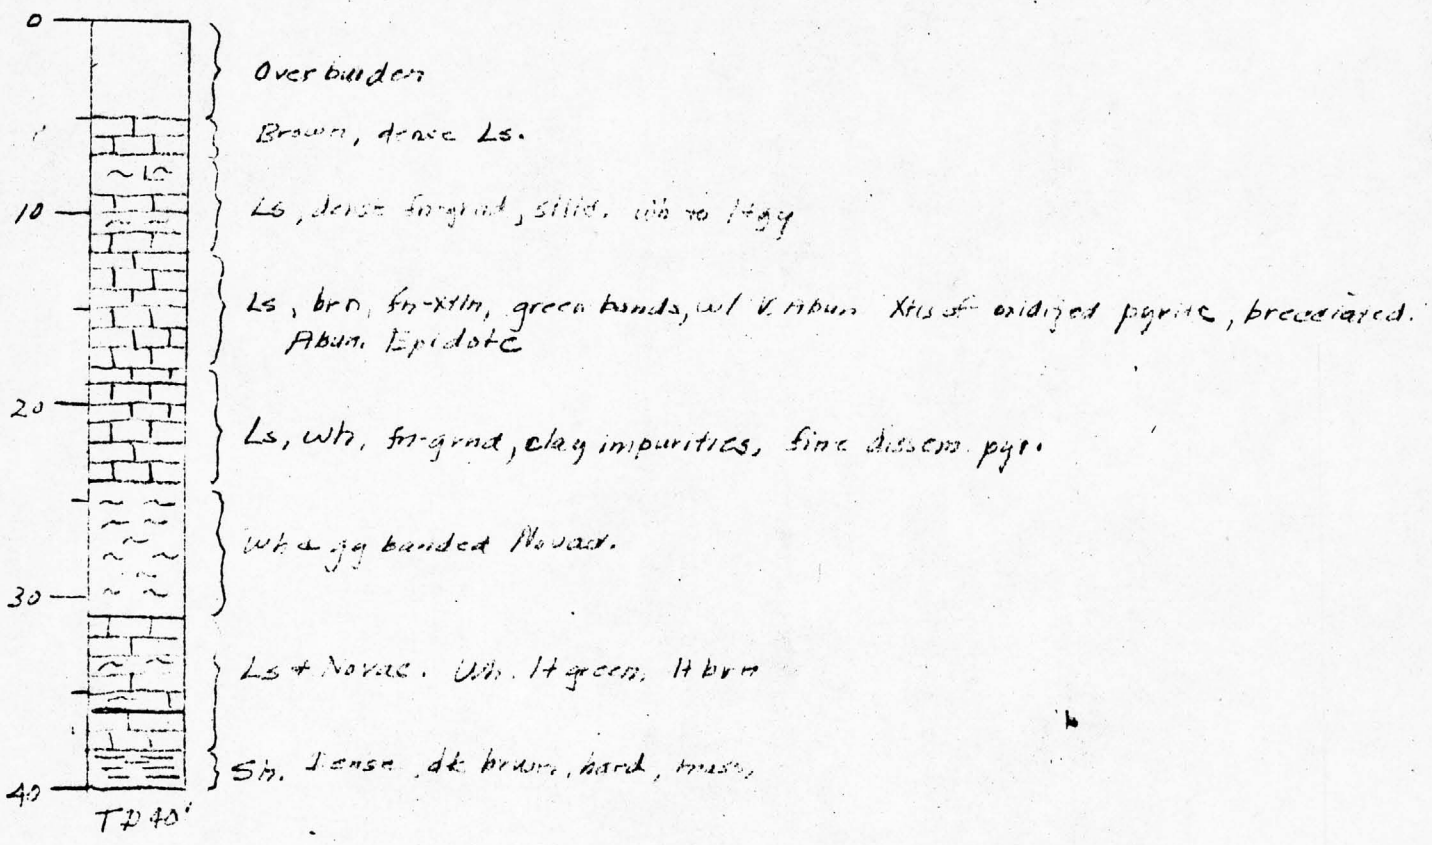 0
Overburden
Brown, dense Ls.
10
Ls, dense fn-grnd, silic. wh to lt gy
Ls, brn, fn-xtln, green bands, w/ V. Abun Xtls of oxidized pyrite, brecciated.
Abun. Epidote
20
Ls, wh, fn-grnd, clay impurities, fine dissem. pyr.
Wh & gy banded Novac.
30
Ls + Novac. Wh. lt green, lt brn
Sh. Dense, dk brown, hard, mass,
40
TD 40'